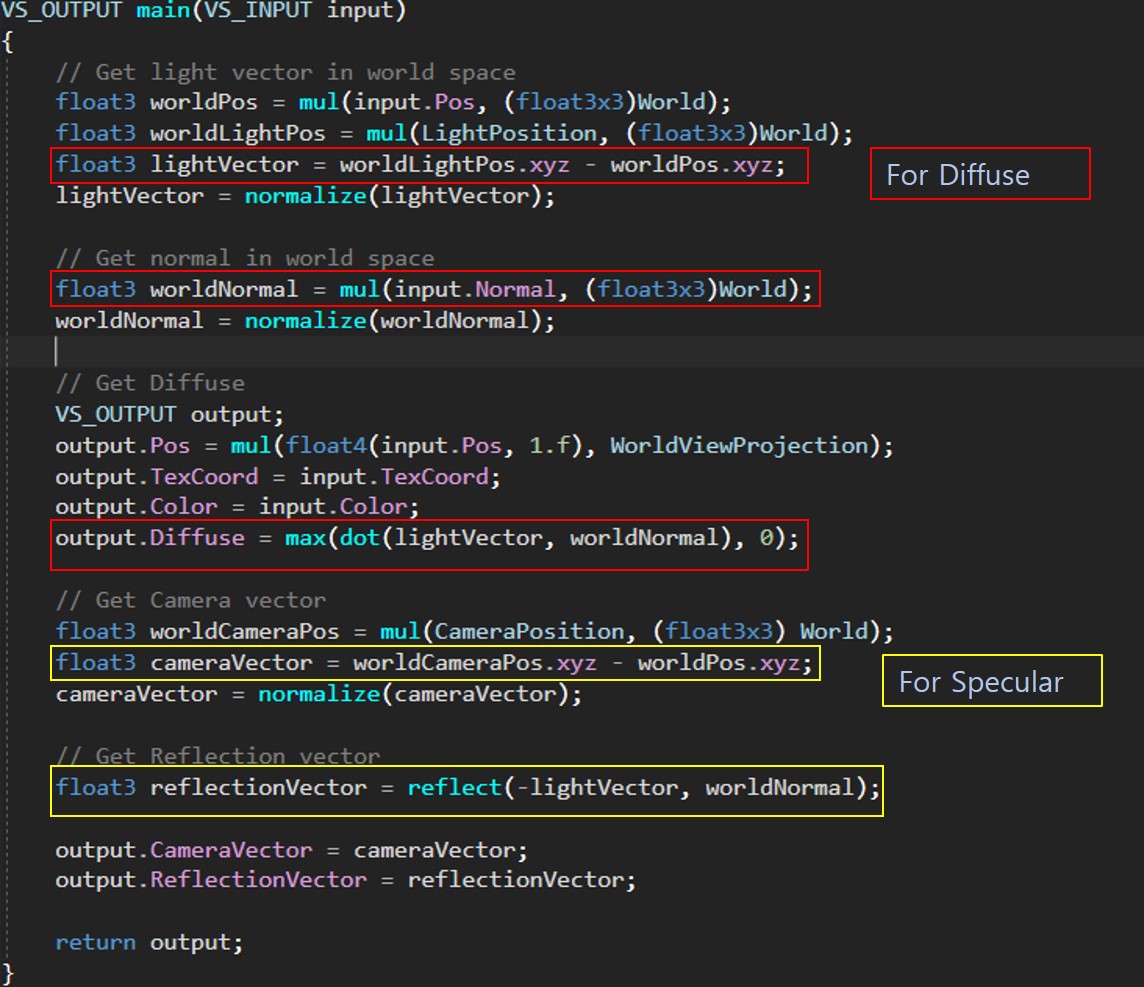 VS_OUTPUT main(VS_INPUT input)
{
// Get light vector in world space
float3 worldPos = mul(input.Pos, (float3x3)World);
float3 worldLightPos = mul(LightPosition, (float3x3)World);
float3 lightVector = worldLightPos.xyz - worldPos.xyz;
For Diffuse
lightVector = normalize(lightVector);
// Get normal in world space
float3 worldNormal = mul(input.Normal, (float3x3)World);
worldNormal = normalize(worldNormal);
// Get Diffuse
VS_OUTPUT output;
output.Pos = mul(float4(input.Pos, 1.f), WorldViewProjection);
output.TexCoord = input.TexCoord;
output.Color = input.Color;
output.Diffuse = max(dot(lightVector, worldNormal), 0);
// Get Camera vector
float3 worldCameraPos = mul(CameraPosition, (float3x3) World);
float3 cameraVector = worldCameraPos.xyz - worldPos.xyz;
For Specular
cameraVector = normalize(cameraVector);
// Get Reflection vector
float3 reflectionVector = reflect(-lightVector, worldNormal);
output.CameraVector = cameraVector;
output.ReflectionVector = reflectionVector;
return output;
}